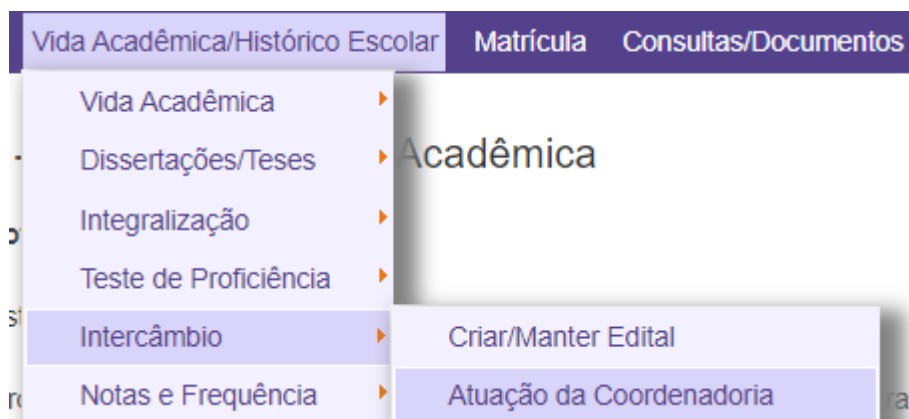 Vida Acadêmica/Histórico Escolar Matrícula Consultas/Documentos
Vida Acadêmica
Acadêmica
Dissertações/Teses
Integralização
Teste de Proficiência
Intercâmbio
Criar/Manter Edital
Notas e Frequência
Atuação da Coordenadoria